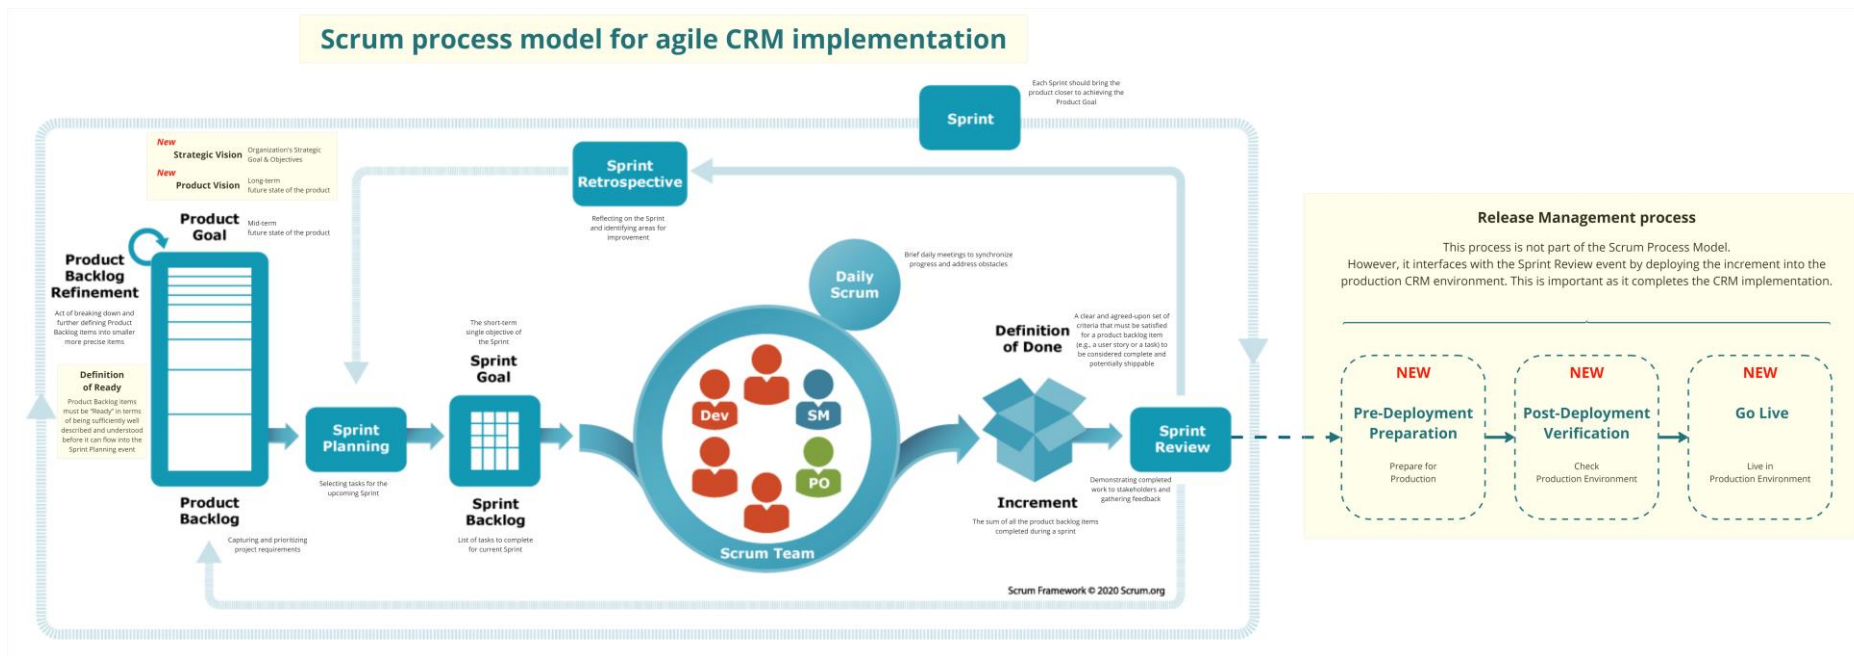 Scrum process model for agile CRM implementation
Sprint
Each Sprint should bring the
product closer to achieving the
Product Goal
New
Strategic Vision
Organization's Strategic
Goal & Objectives
New
Product Vision
Long-term
future state of the product
Product
Goal
Mid-term
future state of the product
Sprint
Retrospective
Reflecting on the Sprint
and identifying areas for
improvement
Product
Backlog
Refinement
Act of breaking down and
further defining Product
Backlog items into smaller
more precise items
Definition
of Ready
Product Backlog items
must be "Ready" in terms
of being sufficiently well
described and understood
before it can flow into the
Sprint Planning event
Product
Backlog
Capturing and prioritizing
project requirements
Sprint
Planning
Selecting tasks for the
upcoming Sprint
The short-term
single objective of
the Sprint
Sprint
Goal
Sprint
Backlog
List of tasks to complete
for current Sprint
Daily
Scrum
Brief daily meetings to synchronize
progress and address obstacles
Dev
SM
PO
Scrum Team
Definition
of Done
A clear and agreed-upon set of
criteria that must be satisfied
for a product backlog item
(e.g., a user story or a task) to
be considered complete and
potentially shippable
Increment
The sum of all the product backlog items
completed during a sprint
Sprint
Review
Demonstrating completed
work to stakeholders and
gathering feedback
Scrum Framework © 2020 Scrum.org
Release Management process
This process is not part of the Scrum Process Model.
However, it interfaces with the Sprint Review event by deploying the increment into the
production CRM environment. This is important as it completes the CRM implementation.
NEW
Pre-Deployment
Preparation
Prepare for
Production
NEW
Post-Deployment
Verification
Check
Production Environment
NEW
Go Live
Live in
Production Environment